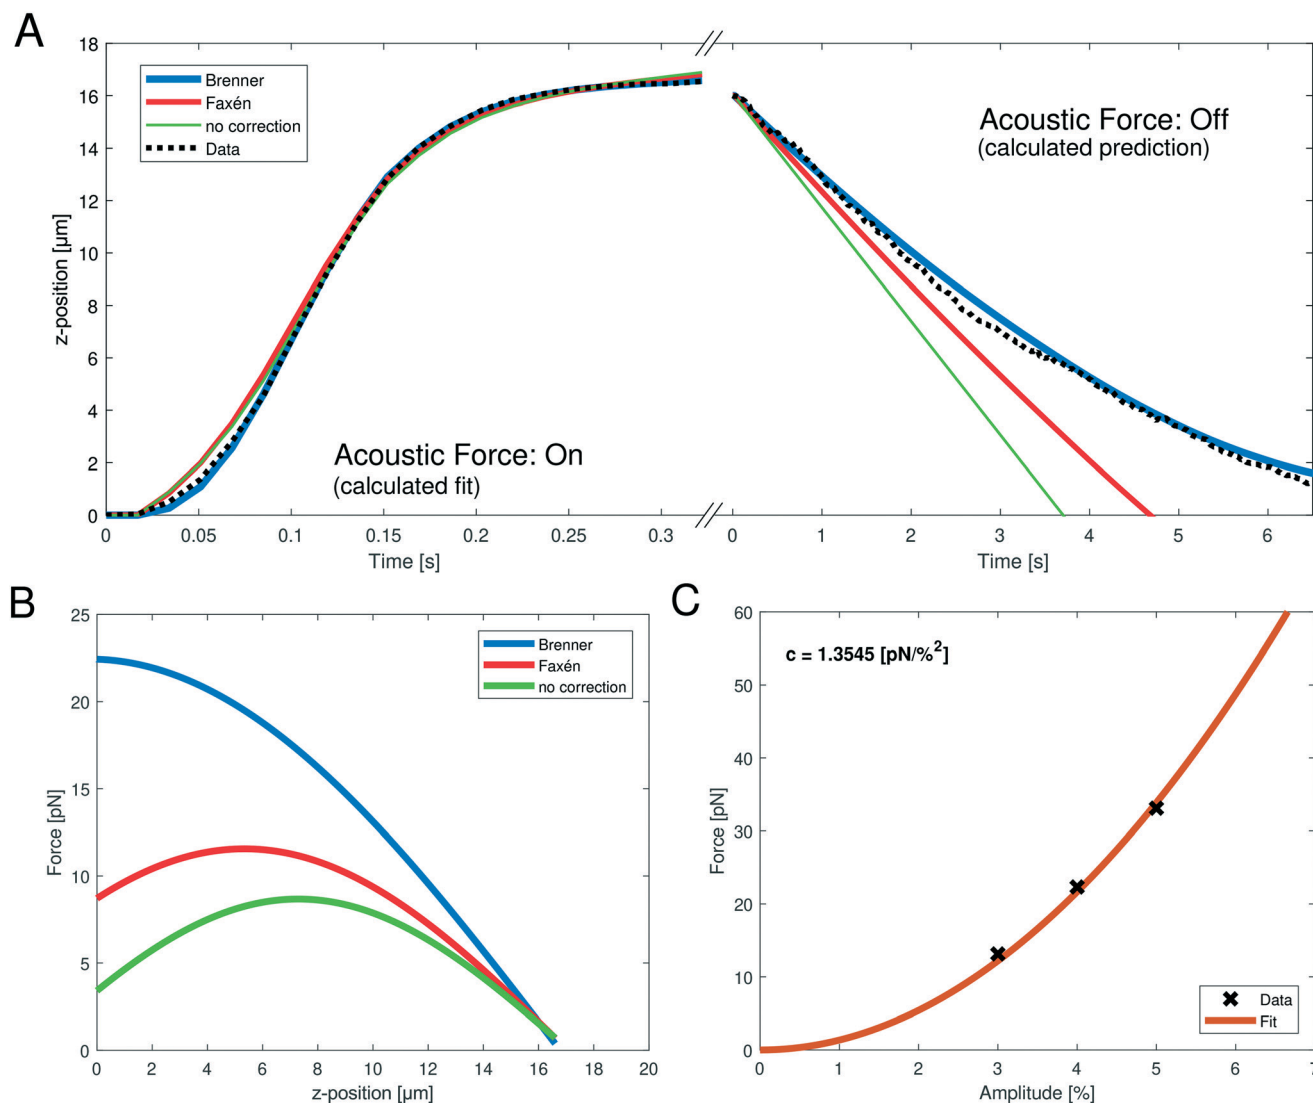 A
18
16
14
12
10
8
6
4
2
0
z-position [µm]
Brenner
Faxén
no correction
Data
Acoustic Force: On
(calculated fit)
0 0.05 0.1 0.15 0.2 0.25 0.3
Time [s]
Acoustic Force: Off
(calculated prediction)
0 1 2 3 4 5 6
Time [s]
B
25
20
15
10
5
0
Force [pN]
Brenner
Faxén
no correction
0 2 4 6 8 10 12 14 16 18 20
z-position [µm]
C
60
50
40
30
20
10
0
Force [pN]
c = 1.3545 [pN/%²]
Data
Fit
0 1 2 3 4 5 6 7
Amplitude [%]